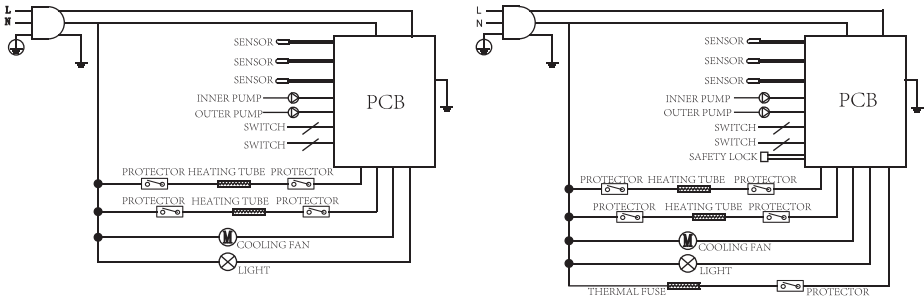 L
N
SENSOR
SENSOR
SENSOR
INNER PUMP
OUTER PUMP
SWITCH
SWITCH
PCB
PROTECTOR HEATING TUBE PROTECTOR
PROTECTOR HEATING TUBE PROTECTOR
M
COOLING FAN
LIGHT
L
N
SENSOR
SENSOR
SENSOR
INNER PUMP
OUTER PUMP
SWITCH
SWITCH
SAFETY LOCK
PCB
PROTECTOR HEATING TUBE PROTECTOR
PROTECTOR HEATING TUBE PROTECTOR
M
COOLING FAN
LIGHT
THERMAL FUSE PROTECTOR